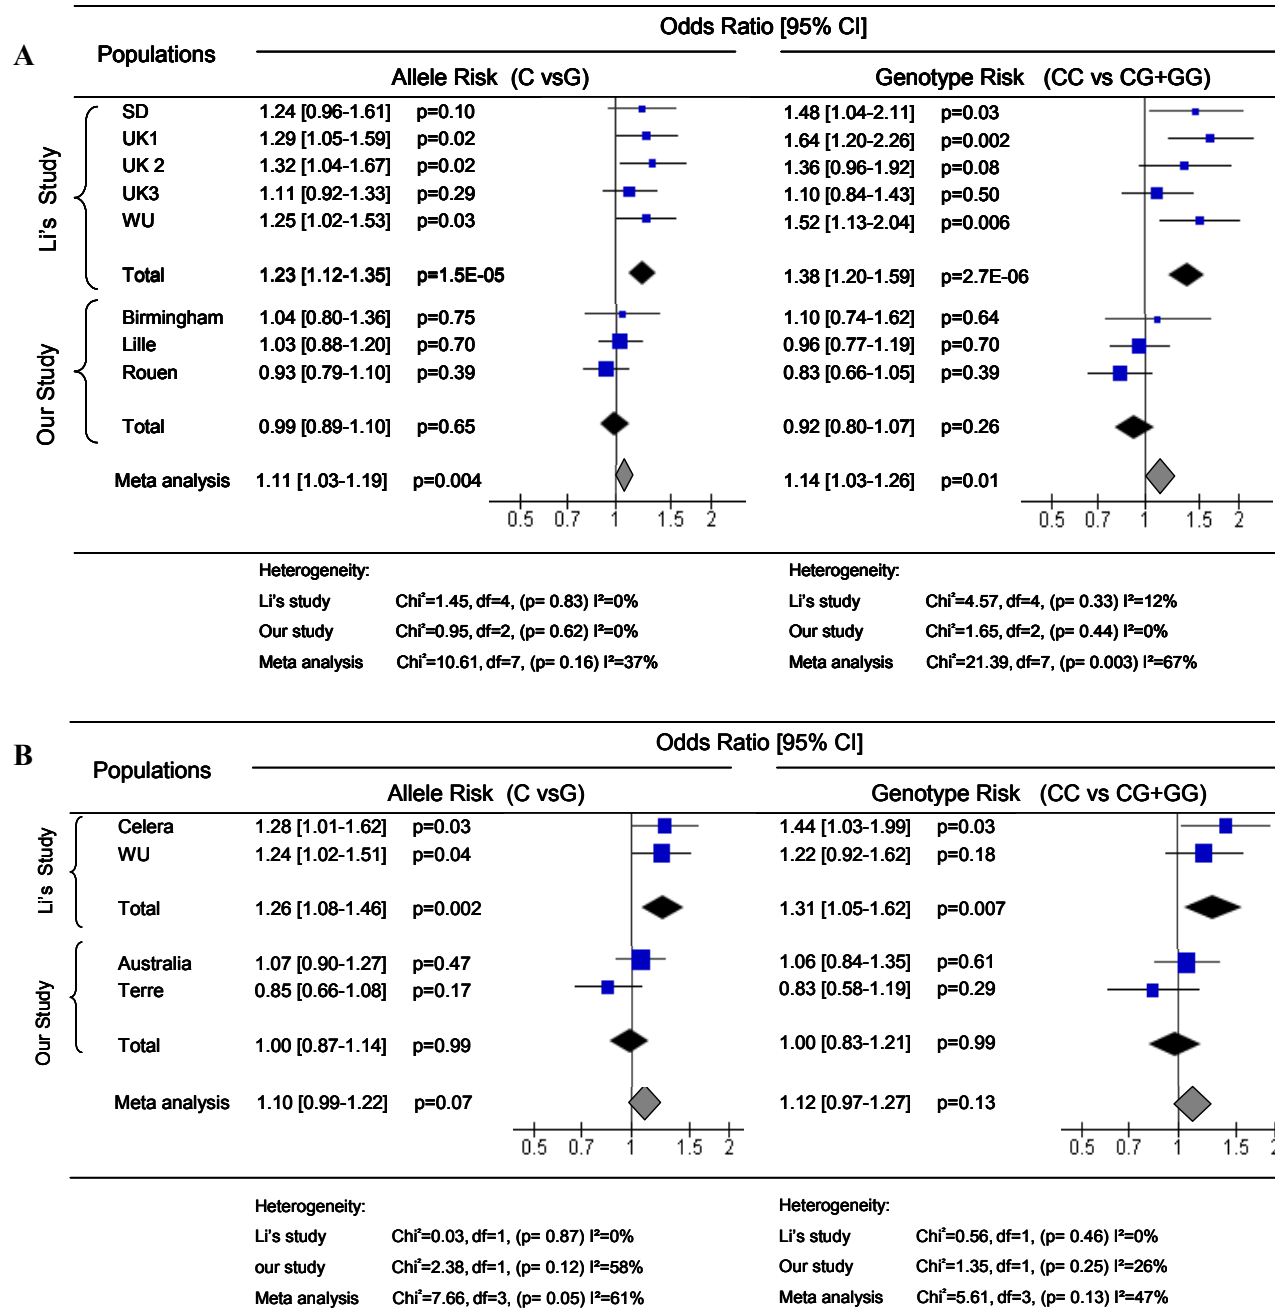 Odds Ratio [95% CI]
A
Populations
Allele Risk (C vsG) Genotype Risk (CC vs CG+GG)
Li's Study
SD 1.24 [0.96-1.61] p=0.10 1.48 [1.04-2.11] p=0.03
UK1 1.29 [1.05-1.59] p=0.02 1.64 [1.20-2.26] p=0.002
UK 2 1.32 [1.04-1.67] p=0.02 1.36 [0.96-1.92] p=0.08
UK3 1.11 [0.92-1.33] p=0.29 1.10 [0.84-1.43] p=0.50
WU 1.25 [1.02-1.53] p=0.03 1.52 [1.13-2.04] p=0.006
Total 1.23 [1.12-1.35] p=1.5E-05 1.38 [1.20-1.59] p=2.7E-06
Our Study
Birmingham 1.04 [0.80-1.36] p=0.75 1.10 [0.74-1.62] p=0.64
Lille 1.03 [0.88-1.20] p=0.70 0.96 [0.77-1.19] p=0.70
Rouen 0.93 [0.79-1.10] p=0.39 0.83 [0.66-1.05] p=0.39
Total 0.99 [0.89-1.10] p=0.65 0.92 [0.80-1.07] p=0.26
Meta analysis 1.11 [1.03-1.19] p=0.004 1.14 [1.03-1.26] p=0.01
0.5 0.7 1 1.5 2 0.5 0.7 1 1.5 2
Heterogeneity: Heterogeneity:
Li's study Chi²=1.45, df=4, (p= 0.83) I²=0% Li's study Chi²=4.57, df=4, (p= 0.33) I²=12%
Our study Chi²=0.95, df=2, (p= 0.62) I²=0% Our study Chi²=1.65, df=2, (p= 0.44) I²=0%
Meta analysis Chi²=10.61, df=7, (p= 0.16) I²=37% Meta analysis Chi²=21.39, df=7, (p= 0.003) I²=67%
Odds Ratio [95% CI]
B
Populations
Allele Risk (C vsG) Genotype Risk (CC vs CG+GG)
Li's Study
Celera 1.28 [1.01-1.62] p=0.03 1.44 [1.03-1.99] p=0.03
WU 1.24 [1.02-1.51] p=0.04 1.22 [0.92-1.62] p=0.18
Total 1.26 [1.08-1.46] p=0.002 1.31 [1.05-1.62] p=0.007
Our Study
Australia 1.07 [0.90-1.27] p=0.47 1.06 [0.84-1.35] p=0.61
Terre 0.85 [0.66-1.08] p=0.17 0.83 [0.58-1.19] p=0.29
Total 1.00 [0.87-1.14] p=0.99 1.00 [0.83-1.21] p=0.99
Meta analysis 1.10 [0.99-1.22] p=0.07 1.12 [0.97-1.27] p=0.13
0.5 0.7 1 1.5 2 0.5 0.7 1 1.5 2
Heterogeneity: Heterogeneity:
Li's study Chi²=0.03, df=1, (p= 0.87) I²=0% Li's study Chi²=0.56, df=1, (p= 0.46) I²=0%
our study Chi²=2.38, df=1, (p= 0.12) I²=58% Our study Chi²=1.35, df=1, (p= 0.25) I²=26%
Meta analysis Chi²=7.66, df=3, (p= 0.05) I²=61% Meta analysis Chi²=5.61, df=3, (p= 0.13) I²=47%